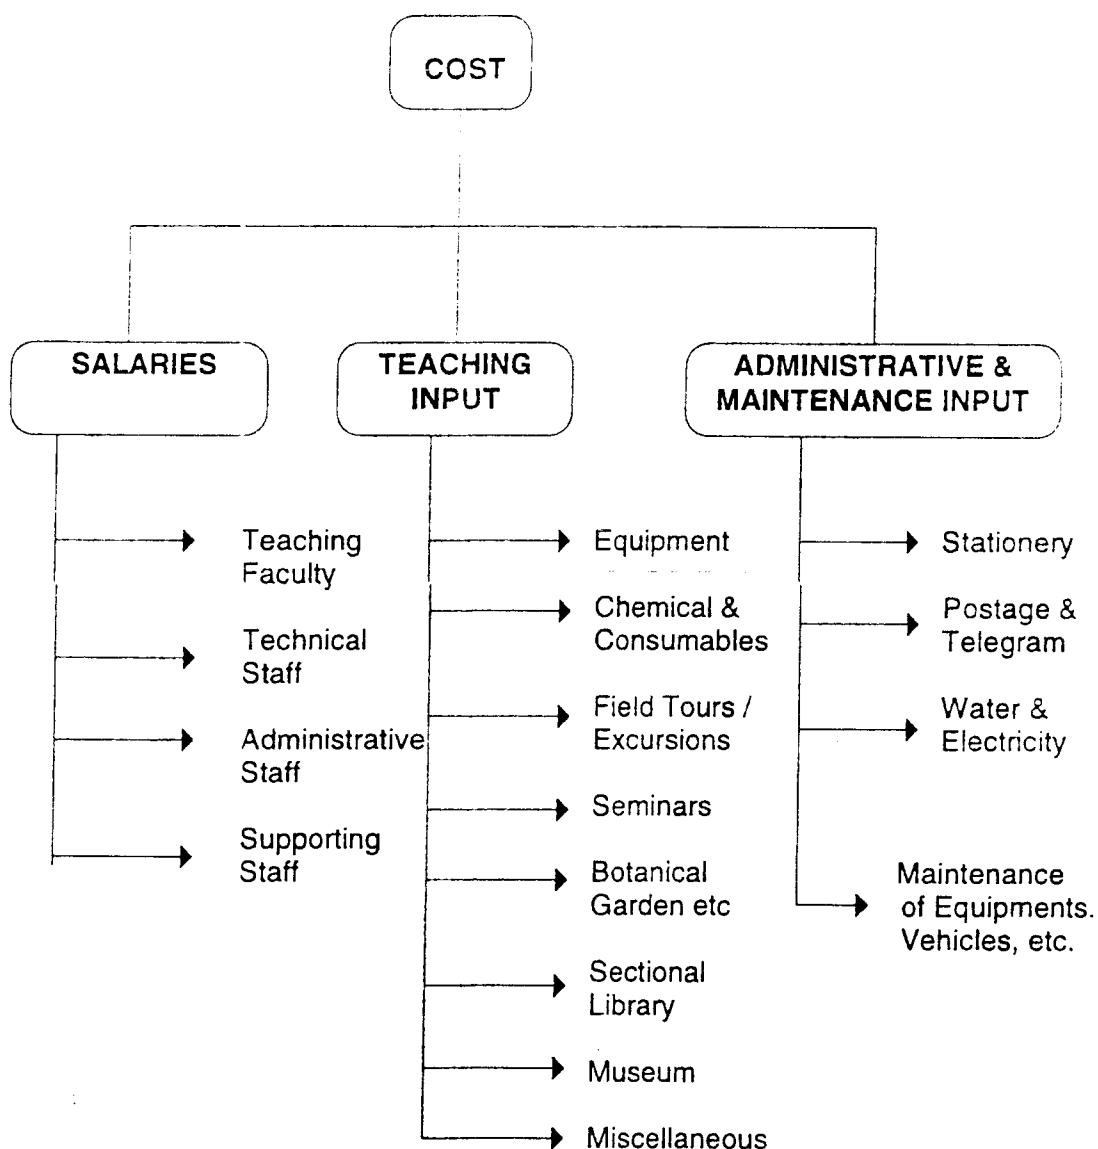 COST
SALARIES
TEACHING
INPUT
ADMINISTRATIVE &
MAINTENANCE INPUT
Teaching
Faculty
Technical
Staff
Administrative
Staff
Supporting
Staff
Equipment
Chemical &
Consumables
Field Tours /
Excursions
Seminars
Botanical
Garden etc
Sectional
Library
Museum
Miscellaneous
Stationery
Postage &
Telegram
Water &
Electricity
Maintenance
of Equipments.
Vehicles, etc.